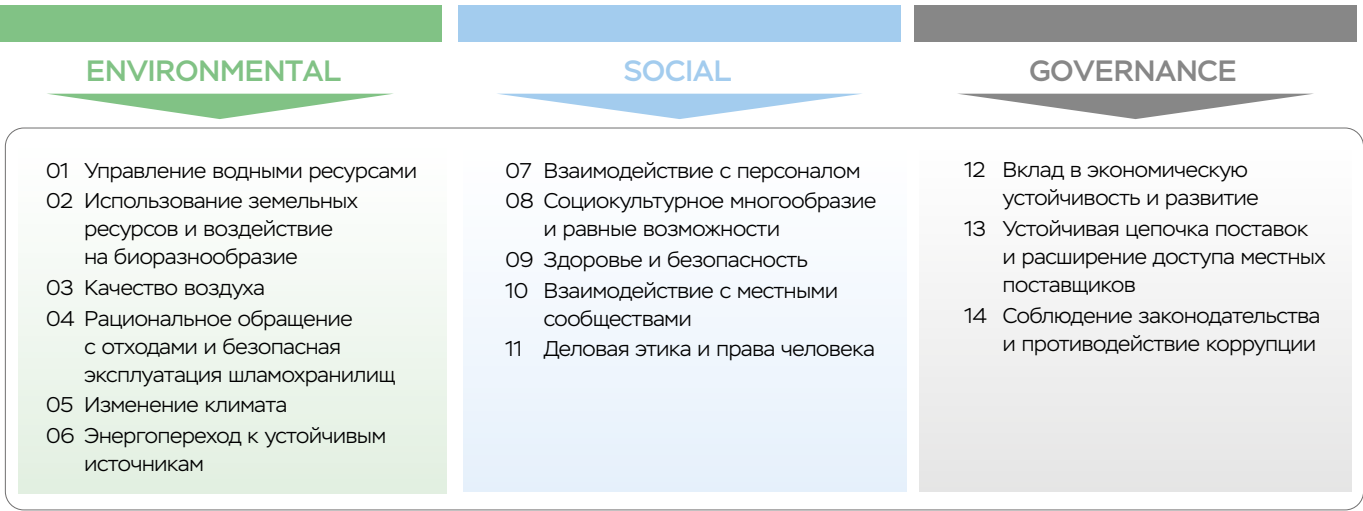 ENVIRONMENTAL
01 Управление водными ресурсами
02 Использование земельных
ресурсов и воздействие
на биоразнообразие
03 Качество воздуха
04 Рациональное обращение
с отходами и безопасная
эксплуатация шламохранилищ
05 Изменение климата
06 Энергопереход к устойчивым
источникам
SOCIAL
07 Взаимодействие с персоналом
08 Социокультурное многообразие
и равные возможности
09 Здоровье и безопасность
10 Взаимодействие с местными
сообществами
11 Деловая этика и права человека
GOVERNANCE
12 Вклад в экономическую
устойчивость и развитие
13 Устойчивая цепочка поставок
и расширение доступа местных
поставщиков
14 Соблюдение законодательства
и противодействие коррупции